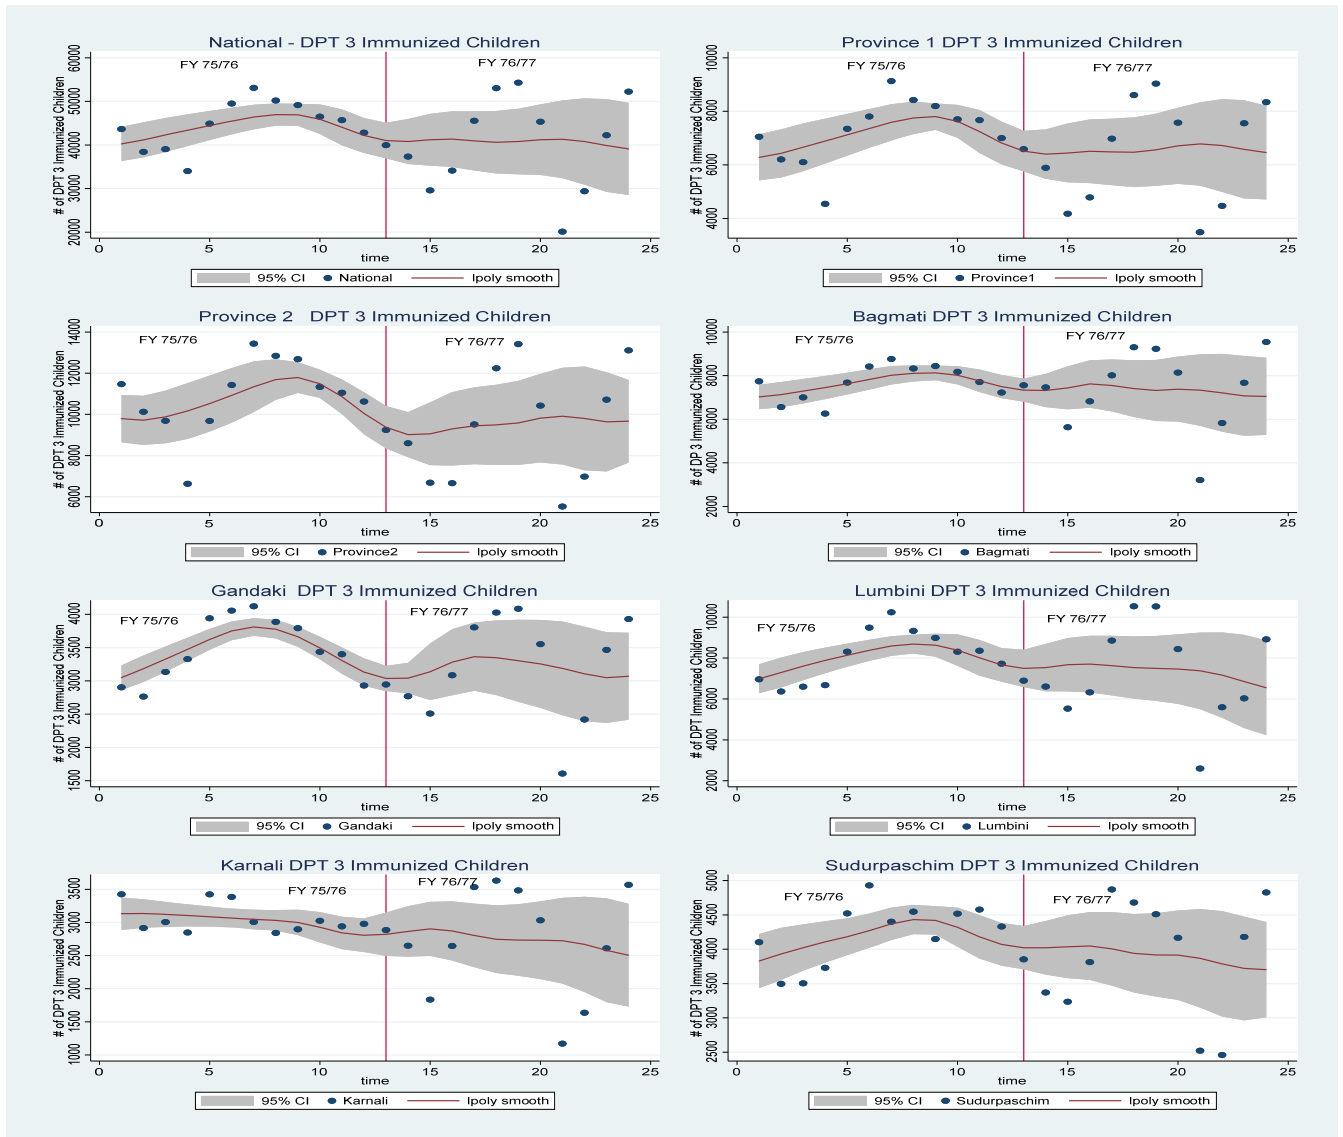 National - DPT 3 Immunized Children
# of DPT 3 Immunized Children
60000
50000
40000
30000
20000
FY 75/76
FY 76/77
0 5 10 15 20 25
time
95% CI National lpoly smooth
Province 1 DPT 3 Immunized Children
# of DPT 3 Immunized Children
10000
8000
6000
4000
FY 75/76
FY 76/77
0 5 10 15 20 25
time
95% CI Province1 lpoly smooth
Province 2 DPT 3 Immunized Children
# of DPT 3 Immunized Children
14000
12000
10000
8000
6000
FY 75/76
FY 76/77
0 5 10 15 20 25
time
95% CI Province2 lpoly smooth
Bagmati DPT 3 Immunized Children
# of DP 3 Immunized Children
10000
8000
6000
4000
2000
FY 75/76
FY 76/77
0 5 10 15 20 25
time
95% CI Bagmati lpoly smooth
Gandaki DPT 3 Immunized Children
# of DPT 3 Immunized Children
4000
3500
3000
2500
2000
1500
FY 75/76
FY 76/77
0 5 10 15 20 25
time
95% CI Gandaki lpoly smooth
Lumbini DPT 3 Immunized Children
# of DPT Immunized Children
10000
8000
6000
4000
2000
FY 75/76
FY 76/77
0 5 10 15 20 25
time
95% CI Lumbini lpoly smooth
Karnali DPT 3 Immunized Children
# of DPT 3 Immunized Children
3500
3000
2500
2000
1500
1000
FY 75/76
FY 76/77
0 5 10 15 20 25
time
95% CI Karnali lpoly smooth
Sudurpaschim DPT 3 Immunized Children
# of DPT 3 Immunized Children
5000
4500
4000
3500
3000
2500
FY 75/76
FY 76/77
0 5 10 15 20 25
time
95% CI Sudurpaschim lpoly smooth